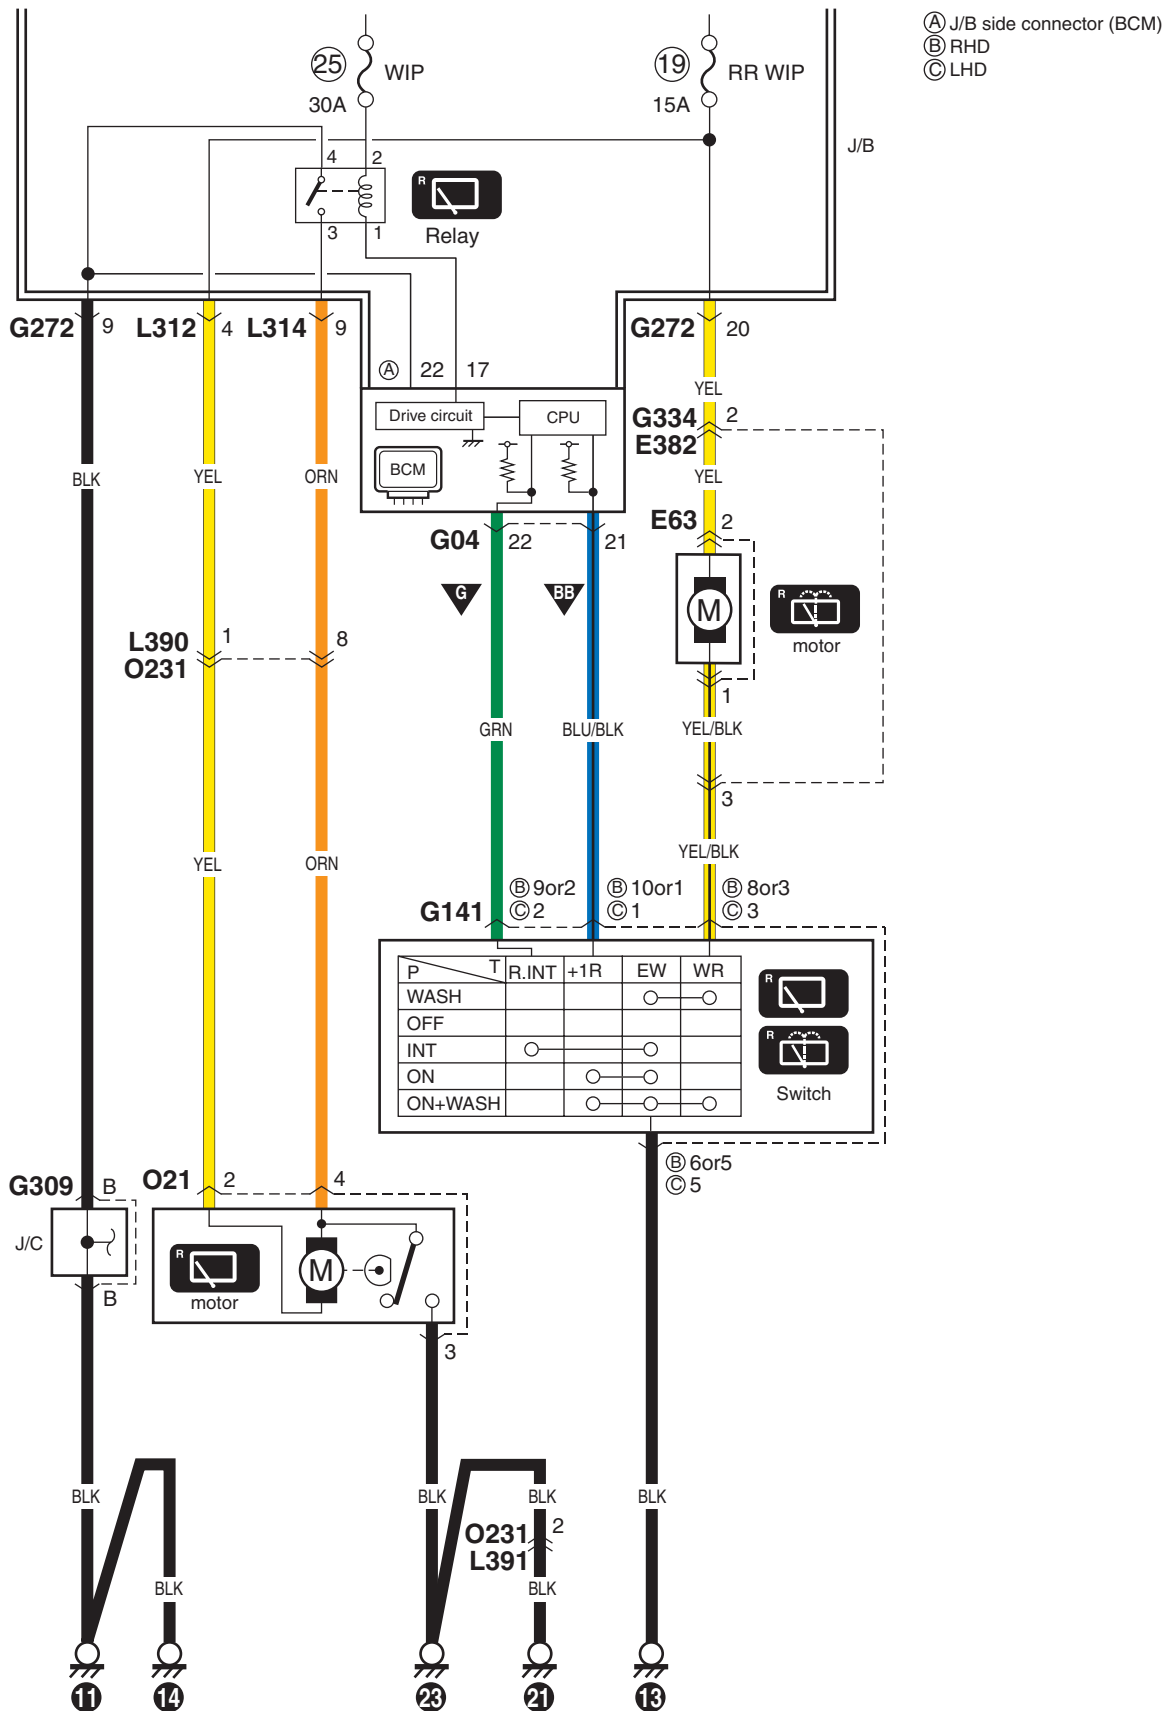 Ⓐ J/B side connector (BCM)
Ⓑ RHD
Ⓒ LHD
25 WIP
30A
19 RR WIP
15A
J/B
4 2
R
3 1
Relay
G272 9
L312 4
L314 9
G272 20
Ⓐ 22 17
Drive circuit
CPU
BCM
YEL
G334 2
E382
BLK
YEL
ORN
YEL
E63 2
G04 22 21
G
BB
M
R
motor
L390 1 8
O231
1
GRN
BLU/BLK
YEL/BLK
3
YEL
ORN
YEL/BLK
Ⓑ 9or2 Ⓑ 10or1 Ⓑ 8or3
G141 Ⓒ 2 Ⓒ 1 Ⓒ 3
P T R.INT +1R EW WR
WASH
OFF
INT
ON
ON+WASH
R
R
Switch
Ⓑ 6or5
Ⓒ 5
G309 B
O21 2 4
J/C
R
M
motor
B
3
BLK
BLK
BLK
BLK
O231 2
L391
BLK
BLK
11
14
23
21
13